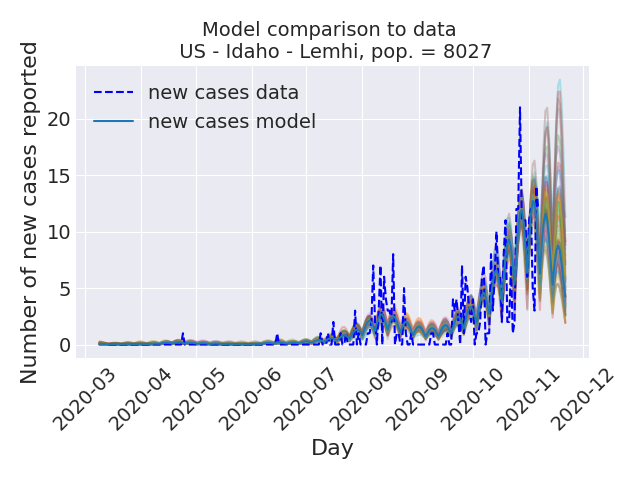 Model comparison to data
US - Idaho - Lemhi, pop. = 8027
Number of new cases reported
new cases data
new cases model
20
15
10
5
0
2020-03
2020-04
2020-05
2020-06
2020-07
2020-08
2020-09
2020-10
2020-11
2020-12
Day